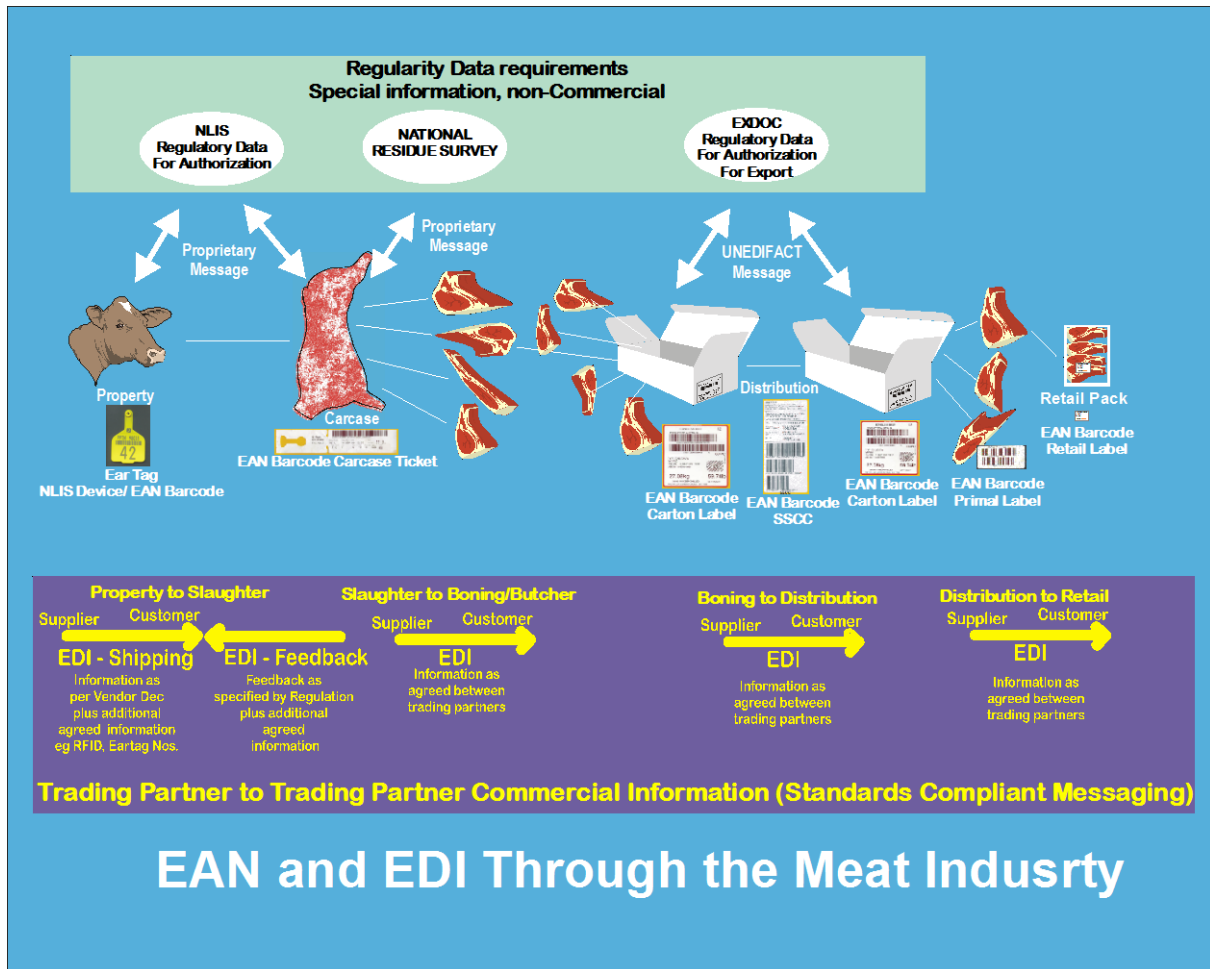 Regularity Data requirements
Special information, non-Commercial
NLIS
Regulatory Data
For Authorization
NATIONAL
RESIDUE SURVEY
EXDOC
Regulatory Data
For Authorization
For Export
Proprietary
Message
Proprietary
Message
UNEDIFACT
Message
Property
42
Ear Tag
NLIS Device/ EAN Barcode
Carcase
EAN Barcode Carcase Ticket
27.08kg
59.74lb
EAN Barcode
Carton Label
Distribution
EAN Barcode
SSCC
EAN Barcode
Carton Label
EAN Barcode
Primal Label
Retail Pack
EAN Barcode
Retail Label
Property to Slaughter
Supplier Customer
EDI - Shipping
Information as
per Vendor Dec
plus additional
agreed information
eg RFID, Eartag Nos.
EDI - Feedback
Feedback as
specified by Regulation
plus additional
agreed
information
Slaughter to Boning/Butcher
Supplier Customer
EDI
Information as
agreed between
trading partners
Boning to Distribution
Supplier Customer
EDI
Information as
agreed between
trading partners
Distribution to Retail
Supplier Customer
EDI
Information as
agreed between
trading partners
Trading Partner to Trading Partner Commercial Information (Standards Compliant Messaging)
EAN and EDI Through the Meat Indusrty